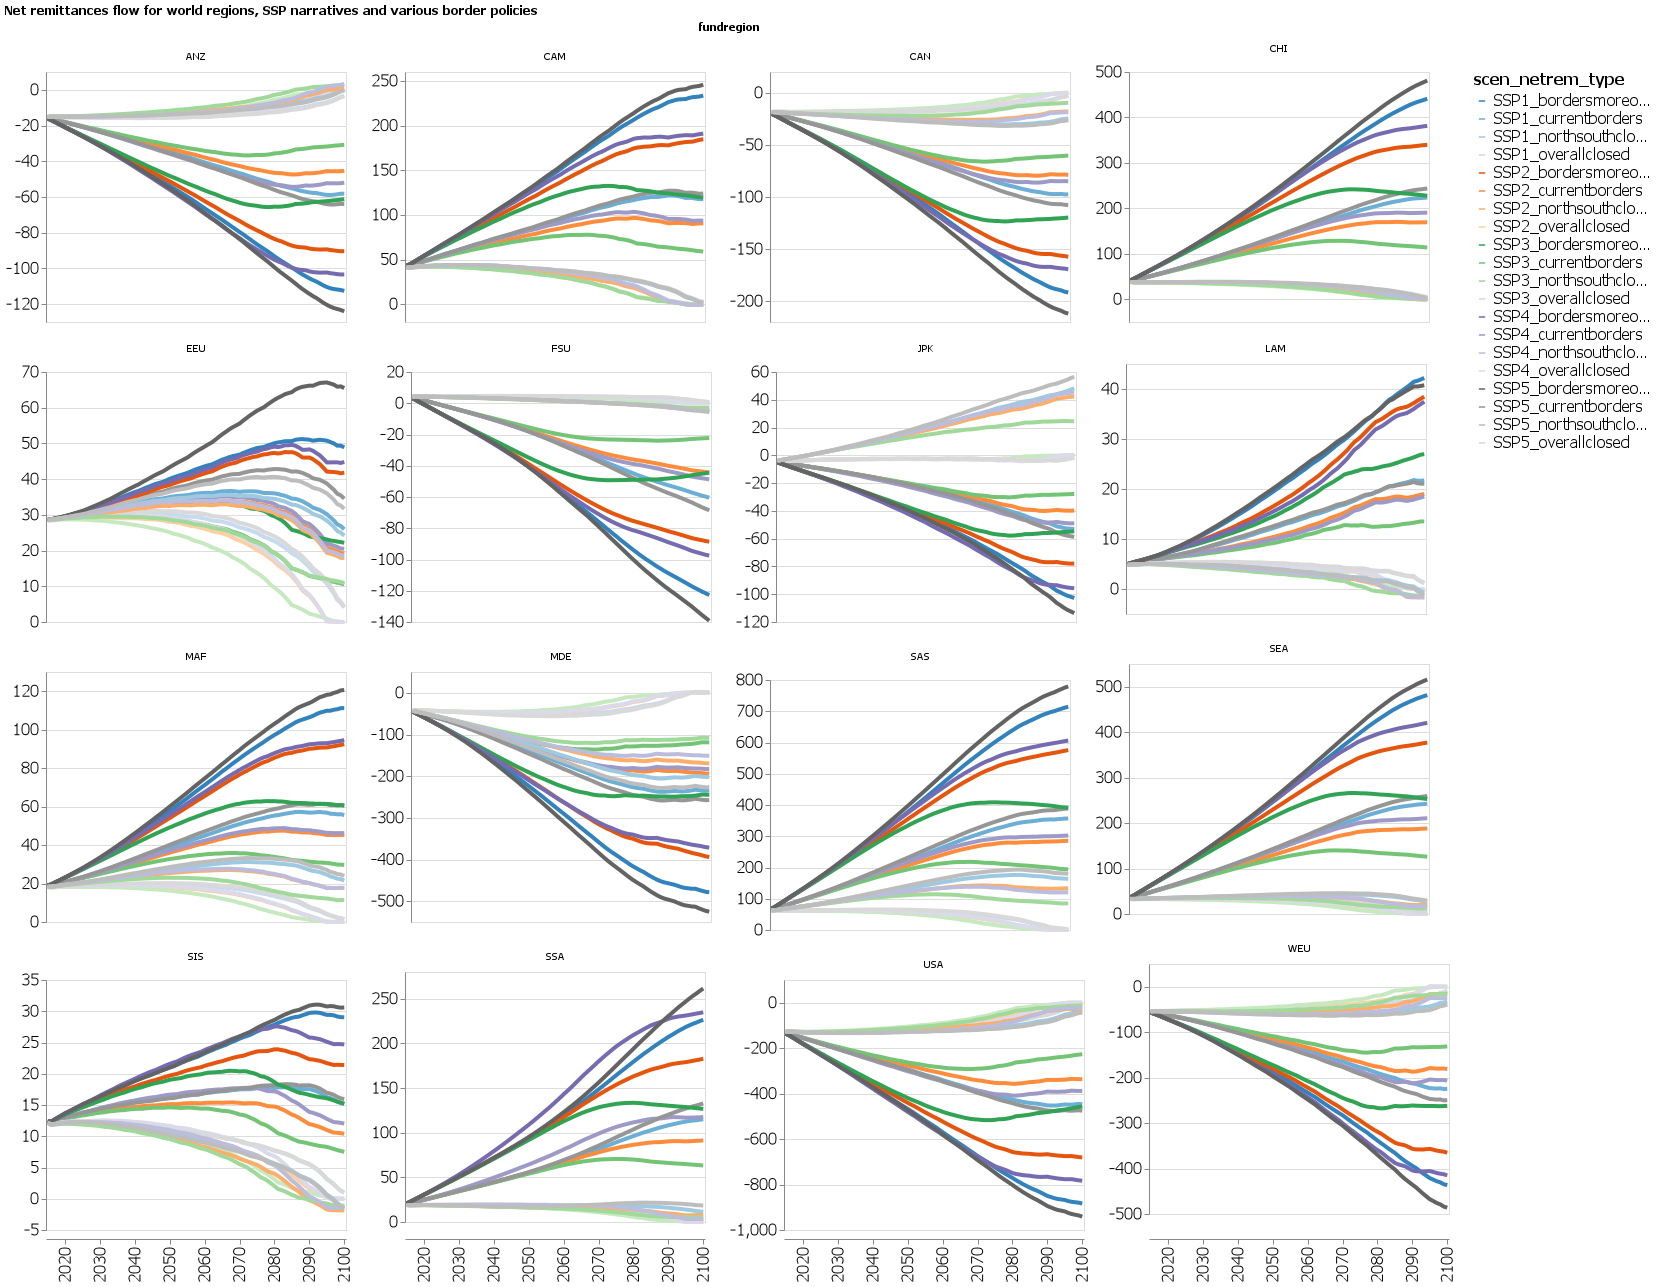 Net remittances flow for world regions, SSP narratives and various border policies
fundregion
ANZ
0
-20
-40
-60
-80
-100
-120
CAM
250
200
150
100
50
0
CAN
0
-50
-100
-150
-200
CHI
500
400
300
200
100
0
scen_netrem_type
SSP1_bordersmoreo...
SSP1_currentborders
SSP1_northsouthclo...
SSP1_overallclosed
SSP2_bordersmoreo...
SSP2_currentborders
SSP2_northsouthclo...
SSP2_overallclosed
SSP3_bordersmoreo...
SSP3_currentborders
SSP3_northsouthclo...
SSP3_overallclosed
SSP4_bordersmoreo...
SSP4_currentborders
SSP4_northsouthclo...
SSP4_overallclosed
SSP5_bordersmoreo...
SSP5_currentborders
SSP5_northsouthclo...
SSP5_overallclosed
EEU
70
60
50
40
30
20
10
0
FSU
20
0
-20
-40
-60
-80
-100
-120
-140
JPK
60
40
20
0
-20
-40
-60
-80
-100
-120
LAM
40
30
20
10
0
MAF
120
100
80
60
40
20
0
MDE
0
-100
-200
-300
-400
-500
SAS
800
700
600
500
400
300
200
100
0
SEA
500
400
300
200
100
0
SIS
35
30
25
20
15
10
5
0
-5
2020 2030 2040 2050 2060 2070 2080 2090 2100
SSA
250
200
150
100
50
0
2020 2030 2040 2050 2060 2070 2080 2090 2100
USA
0
-200
-400
-600
-800
-1,000
2020 2030 2040 2050 2060 2070 2080 2090 2100
WEU
0
-100
-200
-300
-400
-500
2020 2030 2040 2050 2060 2070 2080 2090 2100